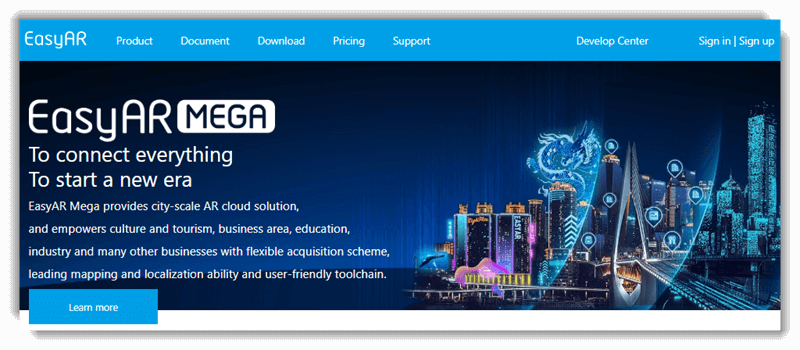 EasyAR Product Document Download Pricing Support Develop Center Sign in | Sign up
EasyAR MEGA
To connect everything
To start a new era
EasyAR Mega provides city-scale AR cloud solution,
and empowers culture and tourism, business area, education,
industry and many other businesses with flexible acquisition scheme,
leading mapping and localization ability and user-friendly toolchain.
Learn more
EASYAR